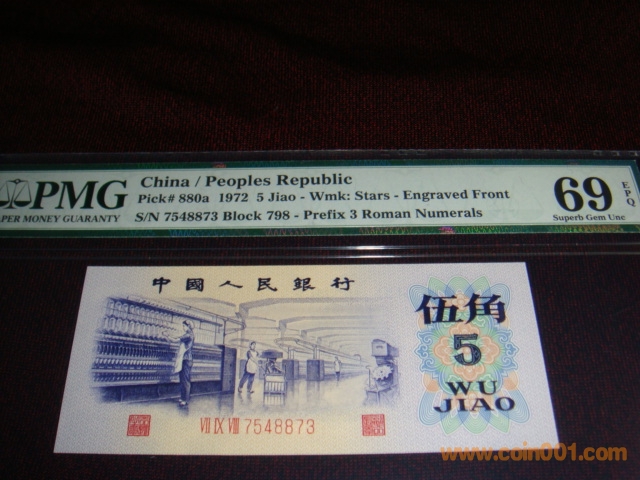 PMG
PAPER MONEY GUARANTY
China / Peoples Republic
Pick# 880a 1972 5 Jiao - Wmk: Stars - Engraved Front
S/N 7548873 Block 798 - Prefix 3 Roman Numerals
69 EPQ
Superb Gem Unc
中國人民銀行
伍角
5
WU
JIAO
VII IX VIII 7548873
www.coin001.com